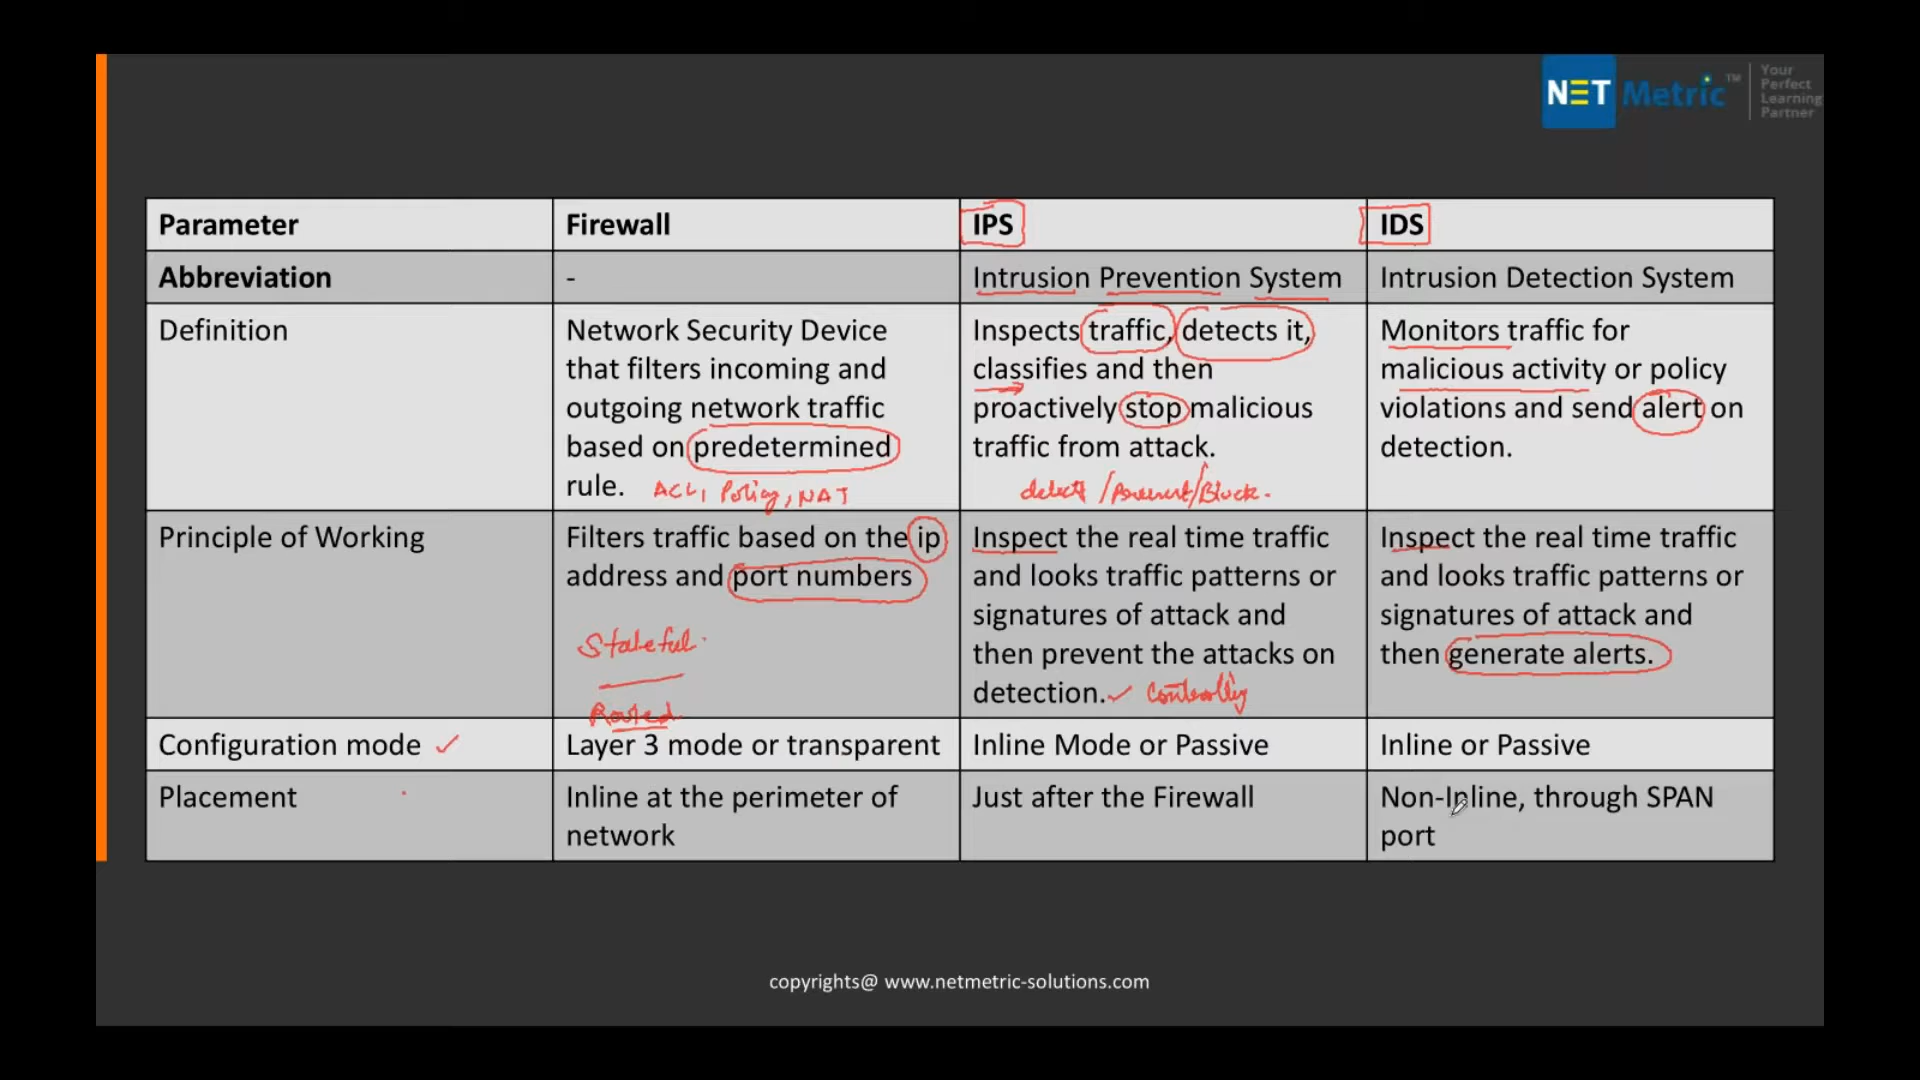 NET Metric™
Your
Perfect
Learning
Partner
Parameter
Firewall
IPS
IDS
Abbreviation
-
Intrusion Prevention System
Intrusion Detection System
Definition
Network Security Device
that filters incoming and
outgoing network traffic
based on predetermined
rule.
ACL, Policy, NAT
Inspects traffic, detects it,
classifies and then
proactively stop malicious
traffic from attack.
detect /Prevent/Block.
Monitors traffic for
malicious activity or policy
violations and send alert on
detection.
Principle of Working
Filters traffic based on the ip
address and port numbers
Stateful
Routed
Inspect the real time traffic
and looks traffic patterns or
signatures of attack and
then prevent the attacks on
detection.
Inspect the real time traffic
and looks traffic patterns or
signatures of attack and
then generate alerts.
Configuration mode
Layer 3 mode or transparent
Inline Mode or Passive
Inline or Passive
Placement
Inline at the perimeter of
network
Just after the Firewall
Non-Inline, through SPAN
port
copyrights@ www.netmetric-solutions.com